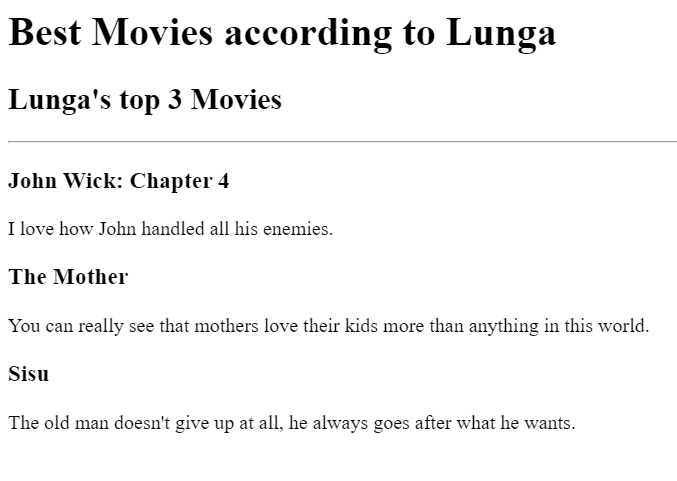 Best Movies according to Lunga
Lunga's top 3 Movies
John Wick: Chapter 4
I love how John handled all his enemies.
The Mother
You can really see that mothers love their kids more than anything in this world.
Sisu
The old man doesn't give up at all, he always goes after what he wants.